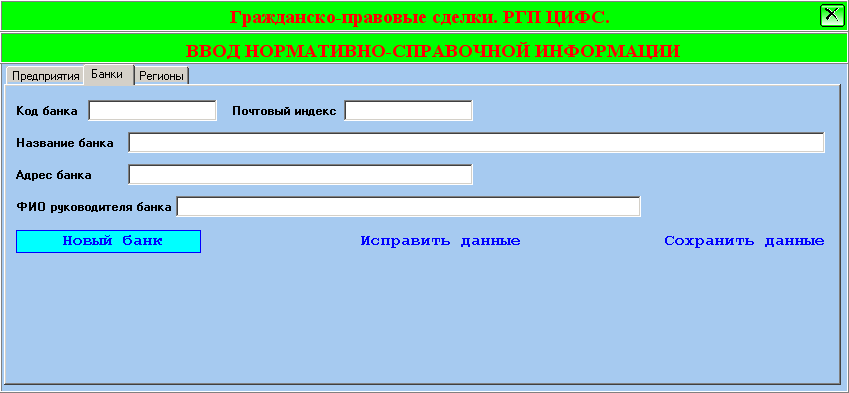 Гражданско-правовые сделки. РГП ЦИФС.
ВВОД НОРМАТИВНО-СПРАВОЧНОЙ ИНФОРМАЦИИ
Предприятия Банки Регионы
Код банка Почтовый индекс
Название банка
Адрес банка
ФИО руководителя банка
Новый банк Исправить данные Сохранить данные